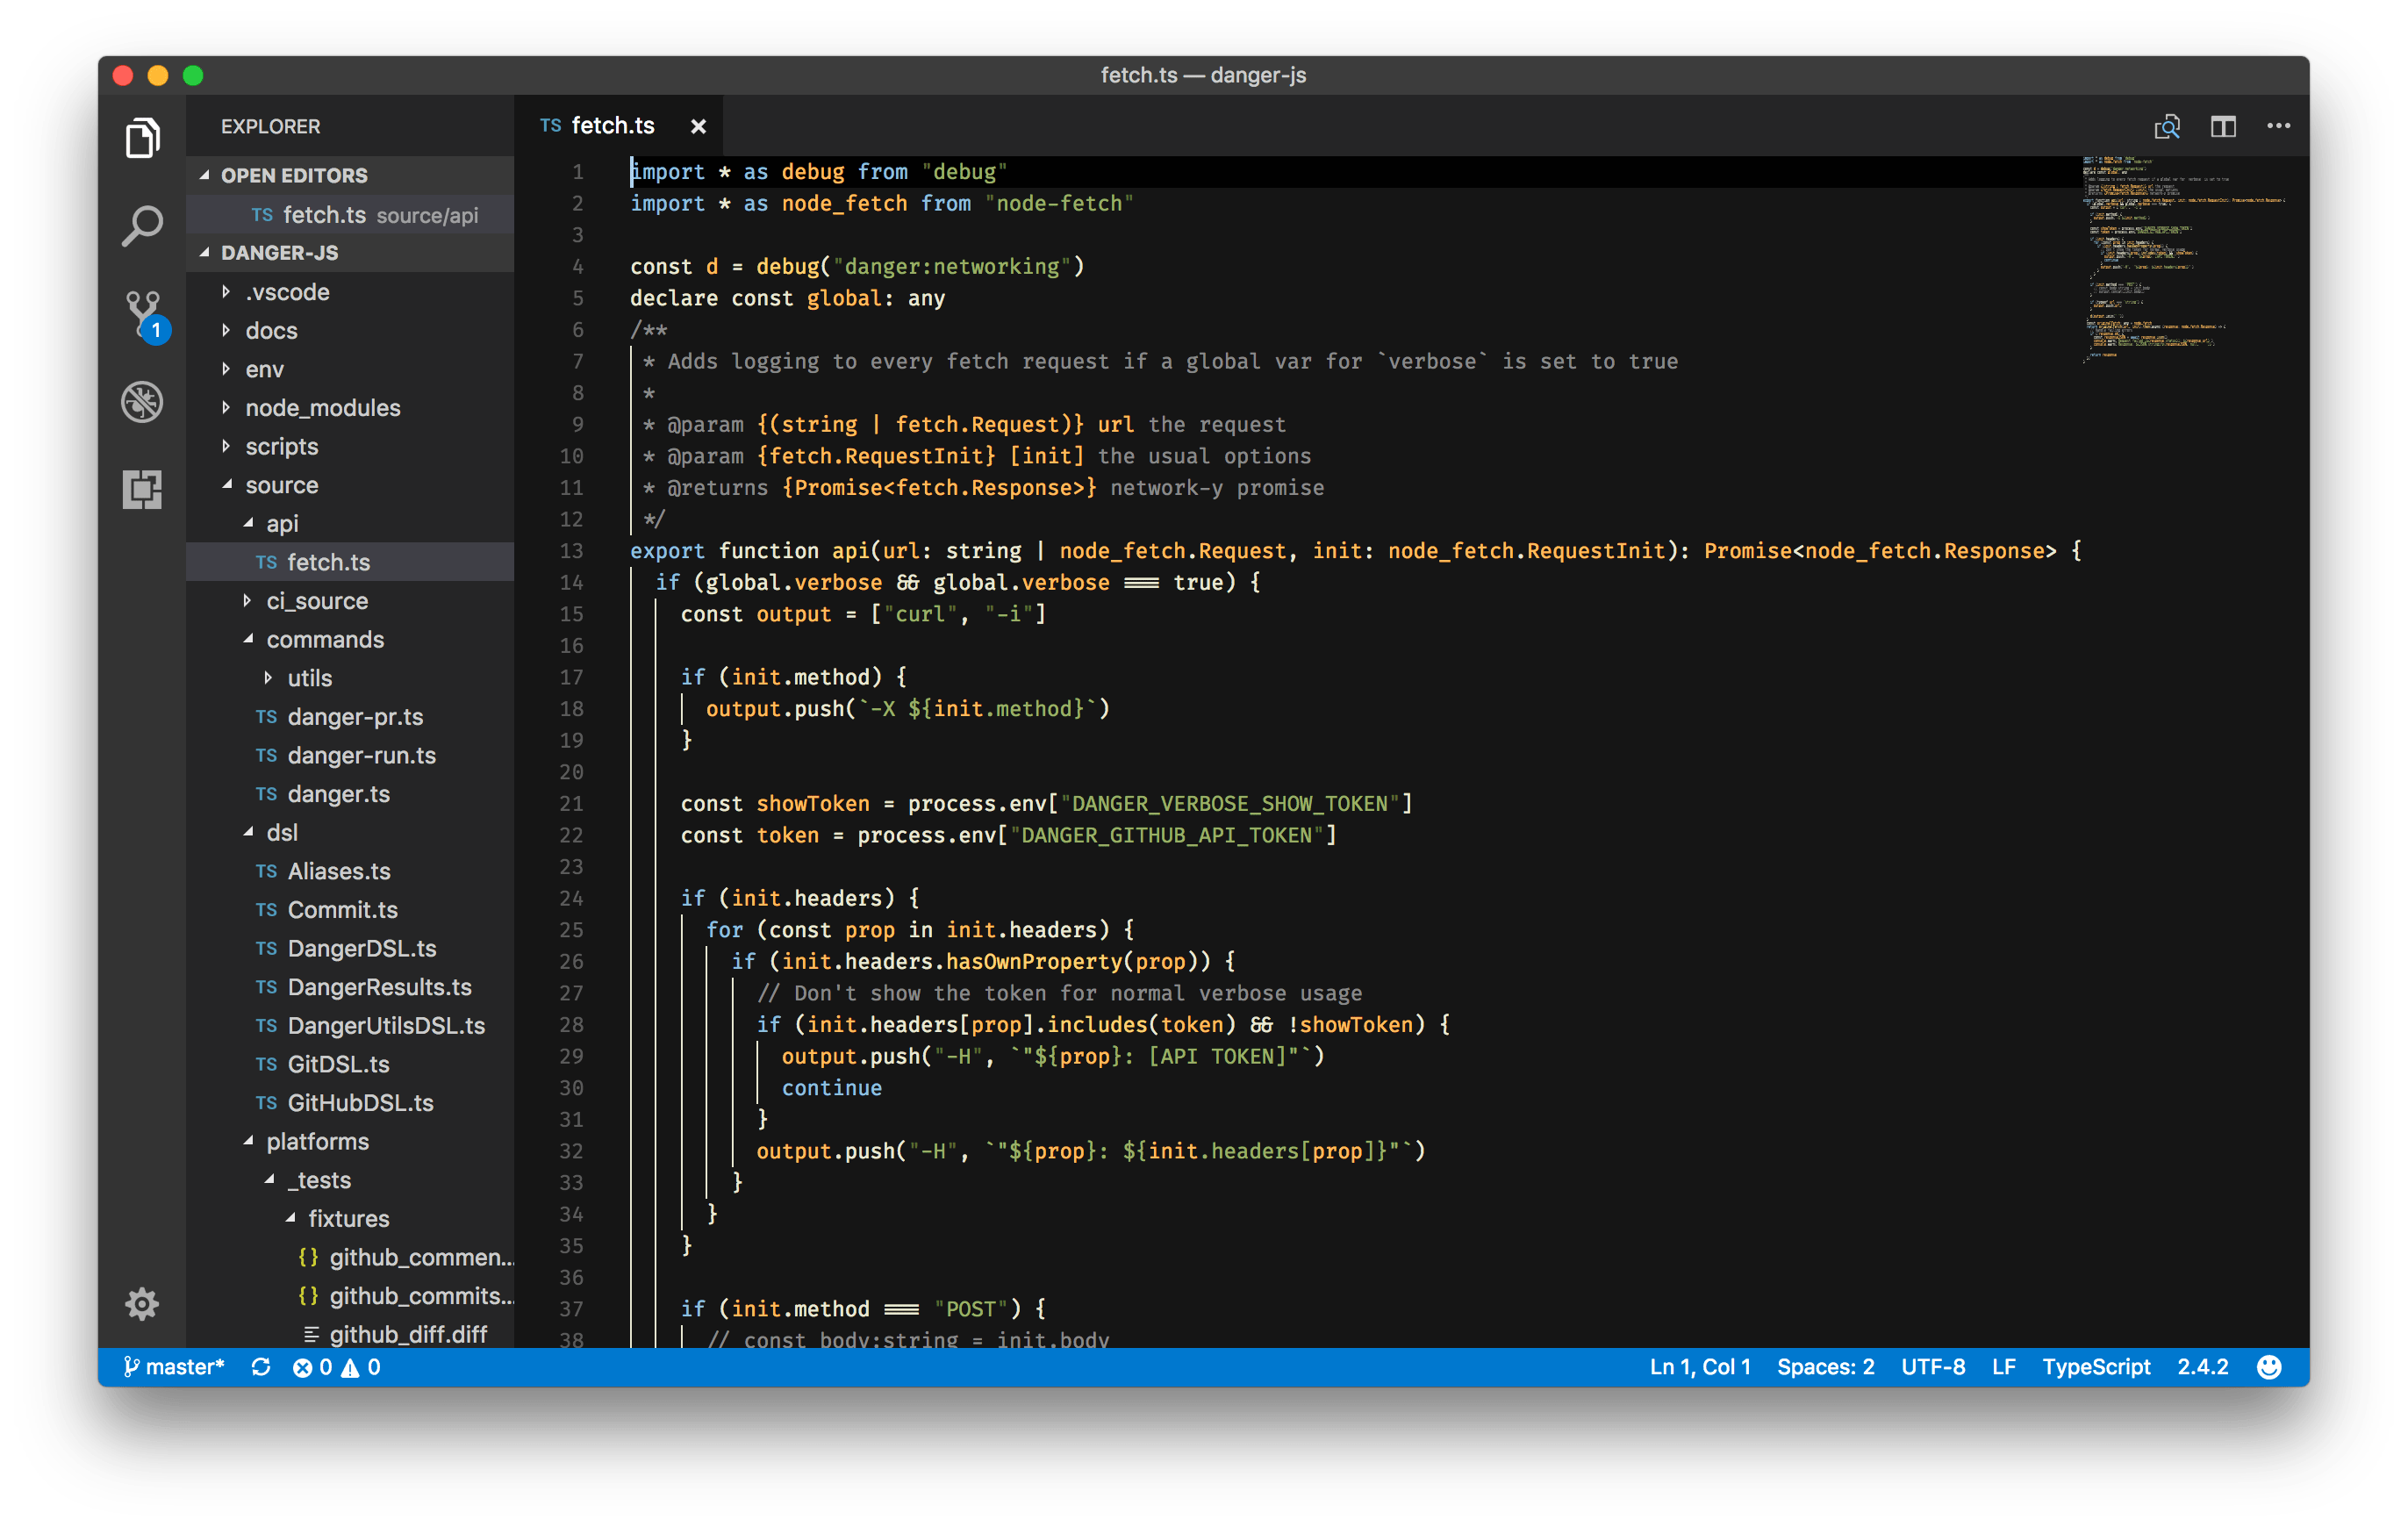 fetch.ts — danger-js
EXPLORER
OPEN EDITORS
TS fetch.ts source/api
DANGER-JS
.vscode
docs
env
node_modules
scripts
source
api
TS fetch.ts
ci_source
commands
utils
TS danger-pr.ts
TS danger-run.ts
TS danger.ts
dsl
TS Aliases.ts
TS Commit.ts
TS DangerDSL.ts
TS DangerResults.ts
TS DangerUtilsDSL.ts
TS GitDSL.ts
TS GitHubDSL.ts
platforms
_tests
fixtures
{} github_commen...
{} github_commits...
github_diff.diff
1
TS fetch.ts ×
1 import * as debug from "debug"
2 import * as node_fetch from "node-fetch"
3
4 const d = debug("danger:networking")
5 declare const global: any
6 /**
7 * Adds logging to every fetch request if a global var for `verbose` is set to true
8 *
9 * @param {(string | fetch.Request)} url the request
10 * @param {fetch.RequestInit} [init] the usual options
11 * @returns {Promise<fetch.Response>} network-y promise
12 */
13 export function api(url: string | node_fetch.Request, init: node_fetch.RequestInit): Promise<node_fetch.Response> {
14 if (global.verbose && global.verbose === true) {
15 const output = ["curl", "-i"]
16
17 if (init.method) {
18 output.push(`-X ${init.method}`)
19 }
20
21 const showToken = process.env["DANGER_VERBOSE_SHOW_TOKEN"]
22 const token = process.env["DANGER_GITHUB_API_TOKEN"]
23
24 if (init.headers) {
25 for (const prop in init.headers) {
26 if (init.headers.hasOwnProperty(prop)) {
27 // Don't show the token for normal verbose usage
28 if (init.headers[prop].includes(token) && !showToken) {
29 output.push("-H", `"${prop}: [API TOKEN]"`)
30 continue
31 }
32 output.push("-H", `"${prop}: ${init.headers[prop]}"`)
33 }
34 }
35 }
36
37 if (init.method === "POST") {
38 // const body:string = init.body
master* 0 0
Ln 1, Col 1 Spaces: 2 UTF-8 LF TypeScript 2.4.2